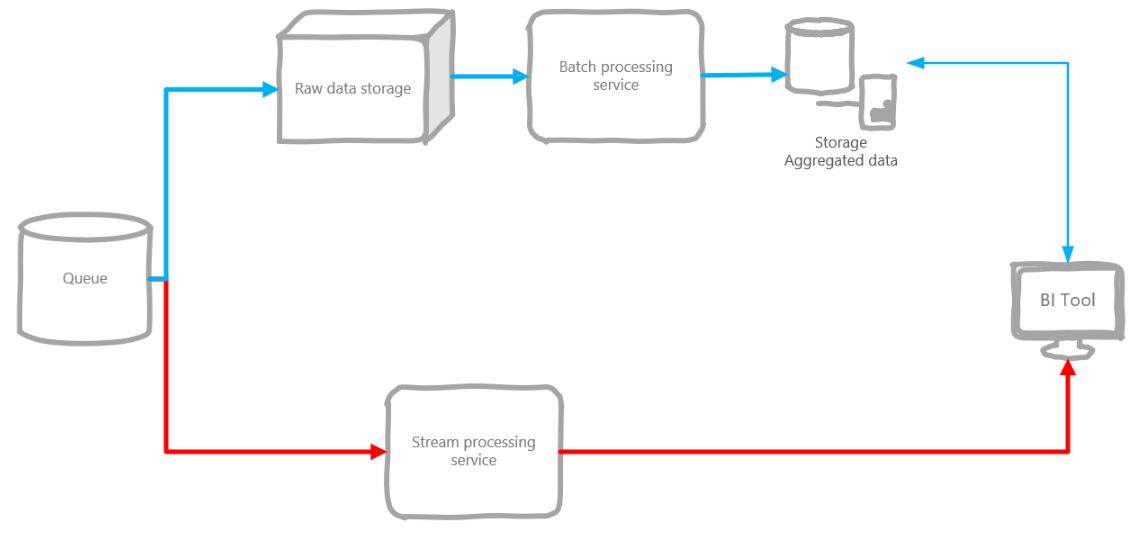 Raw data storage
Batch processing
service
Storage
Aggregated data
Queue
BI Tool
Stream processing
service